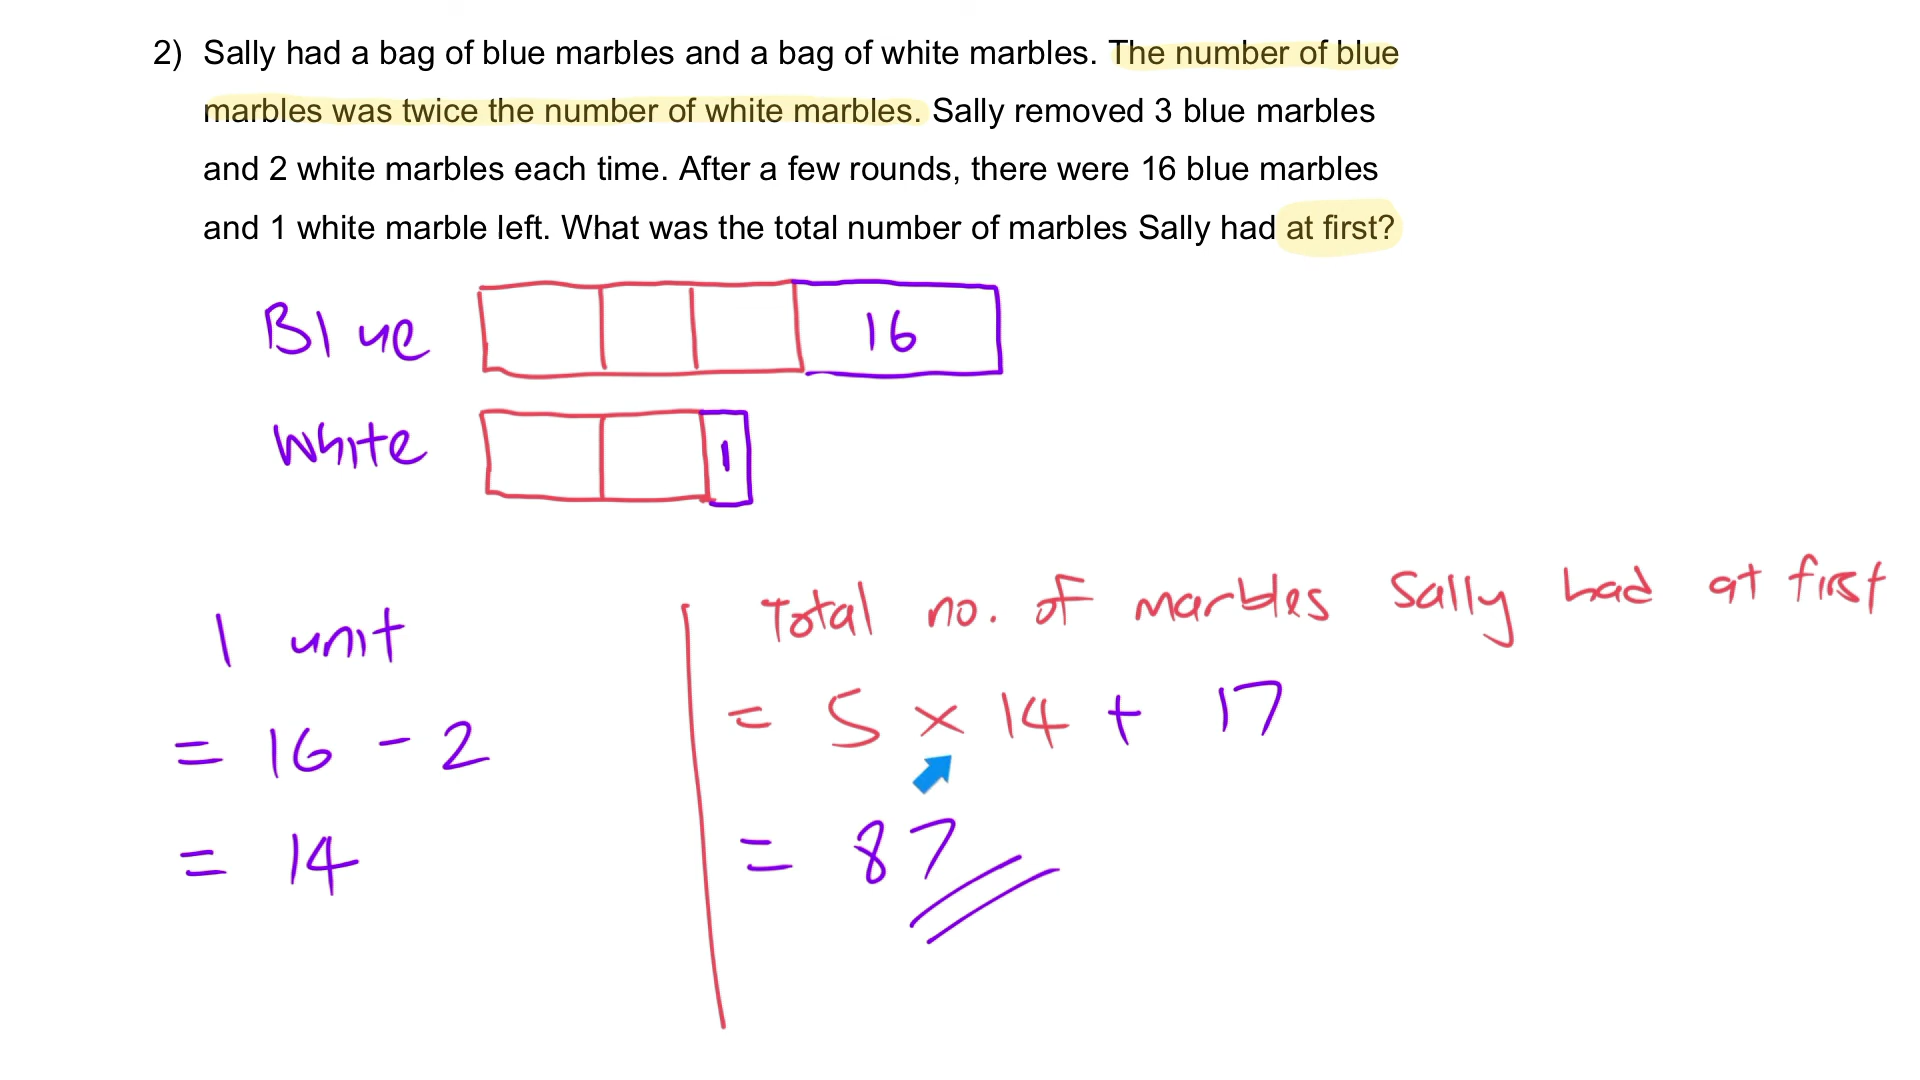 2) Sally had a bag of blue marbles and a bag of white marbles. The number of blue
marbles was twice the number of white marbles. Sally removed 3 blue marbles
and 2 white marbles each time. After a few rounds, there were 16 blue marbles
and 1 white marble left. What was the total number of marbles Sally had at first?
Blue 16
White 1
1 unit
= 16 - 2
= 14
Total no. of marbles Sally had at first
= 5 × 14 + 17
= 87